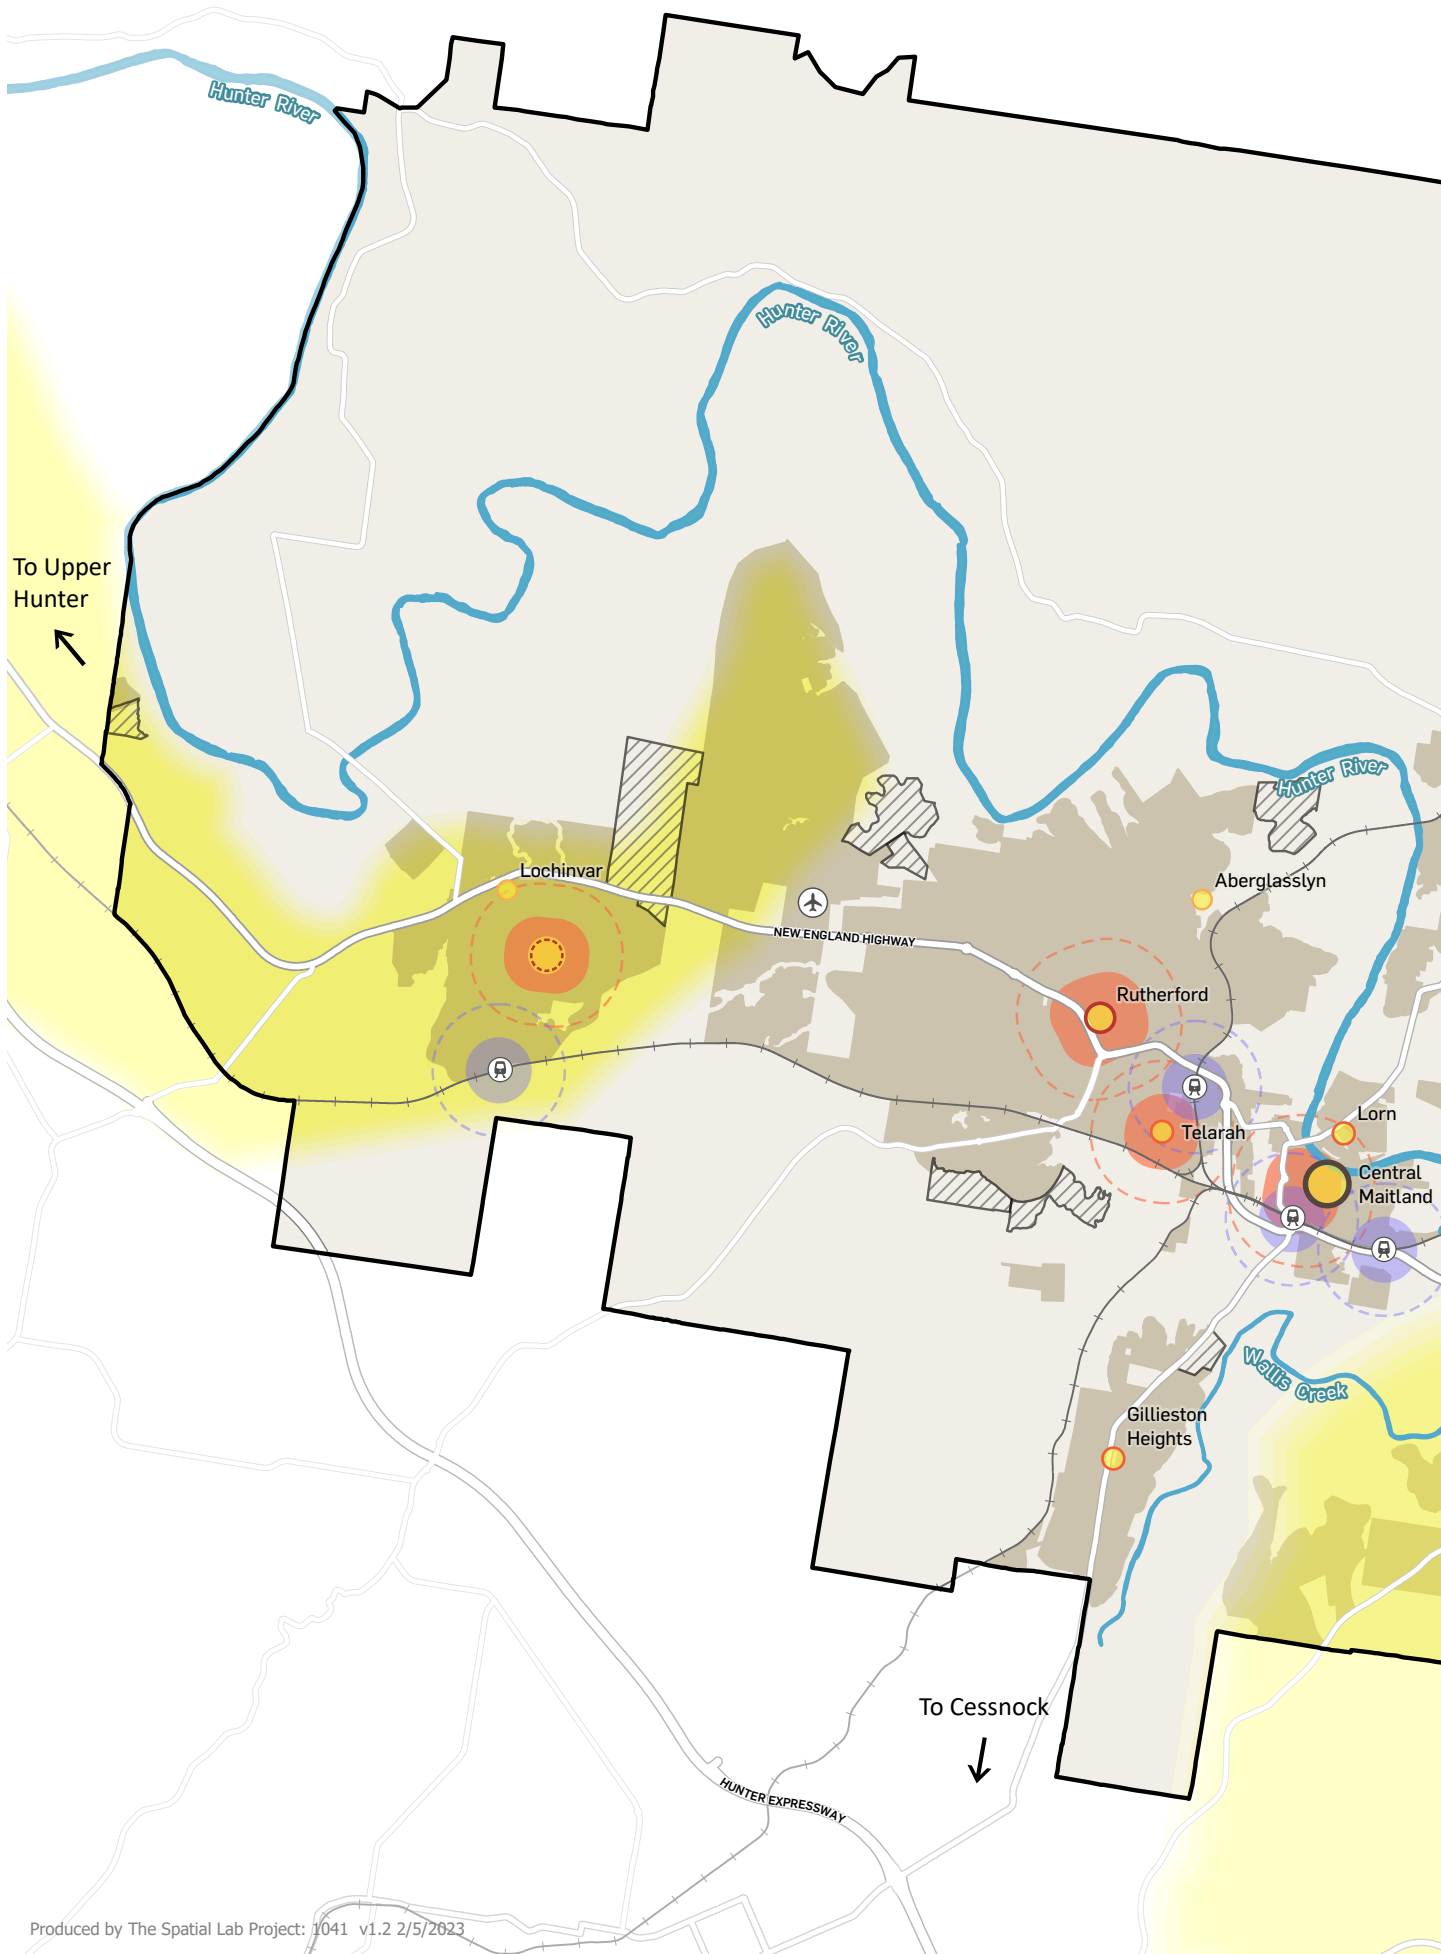 Hunter River
Hunter River
To Upper
Hunter
Hunter River
Lochinvar
Aberglasslyn
NEW ENGLAND HIGHWAY
Rutherford
Lorn
Telarah
Central
Maitland
Wallis Creek
Gillieston
Heights
To Cessnock
HUNTER EXPRESSWAY
Produced by The Spatial Lab Project: 1041 v1.2 2/5/2023